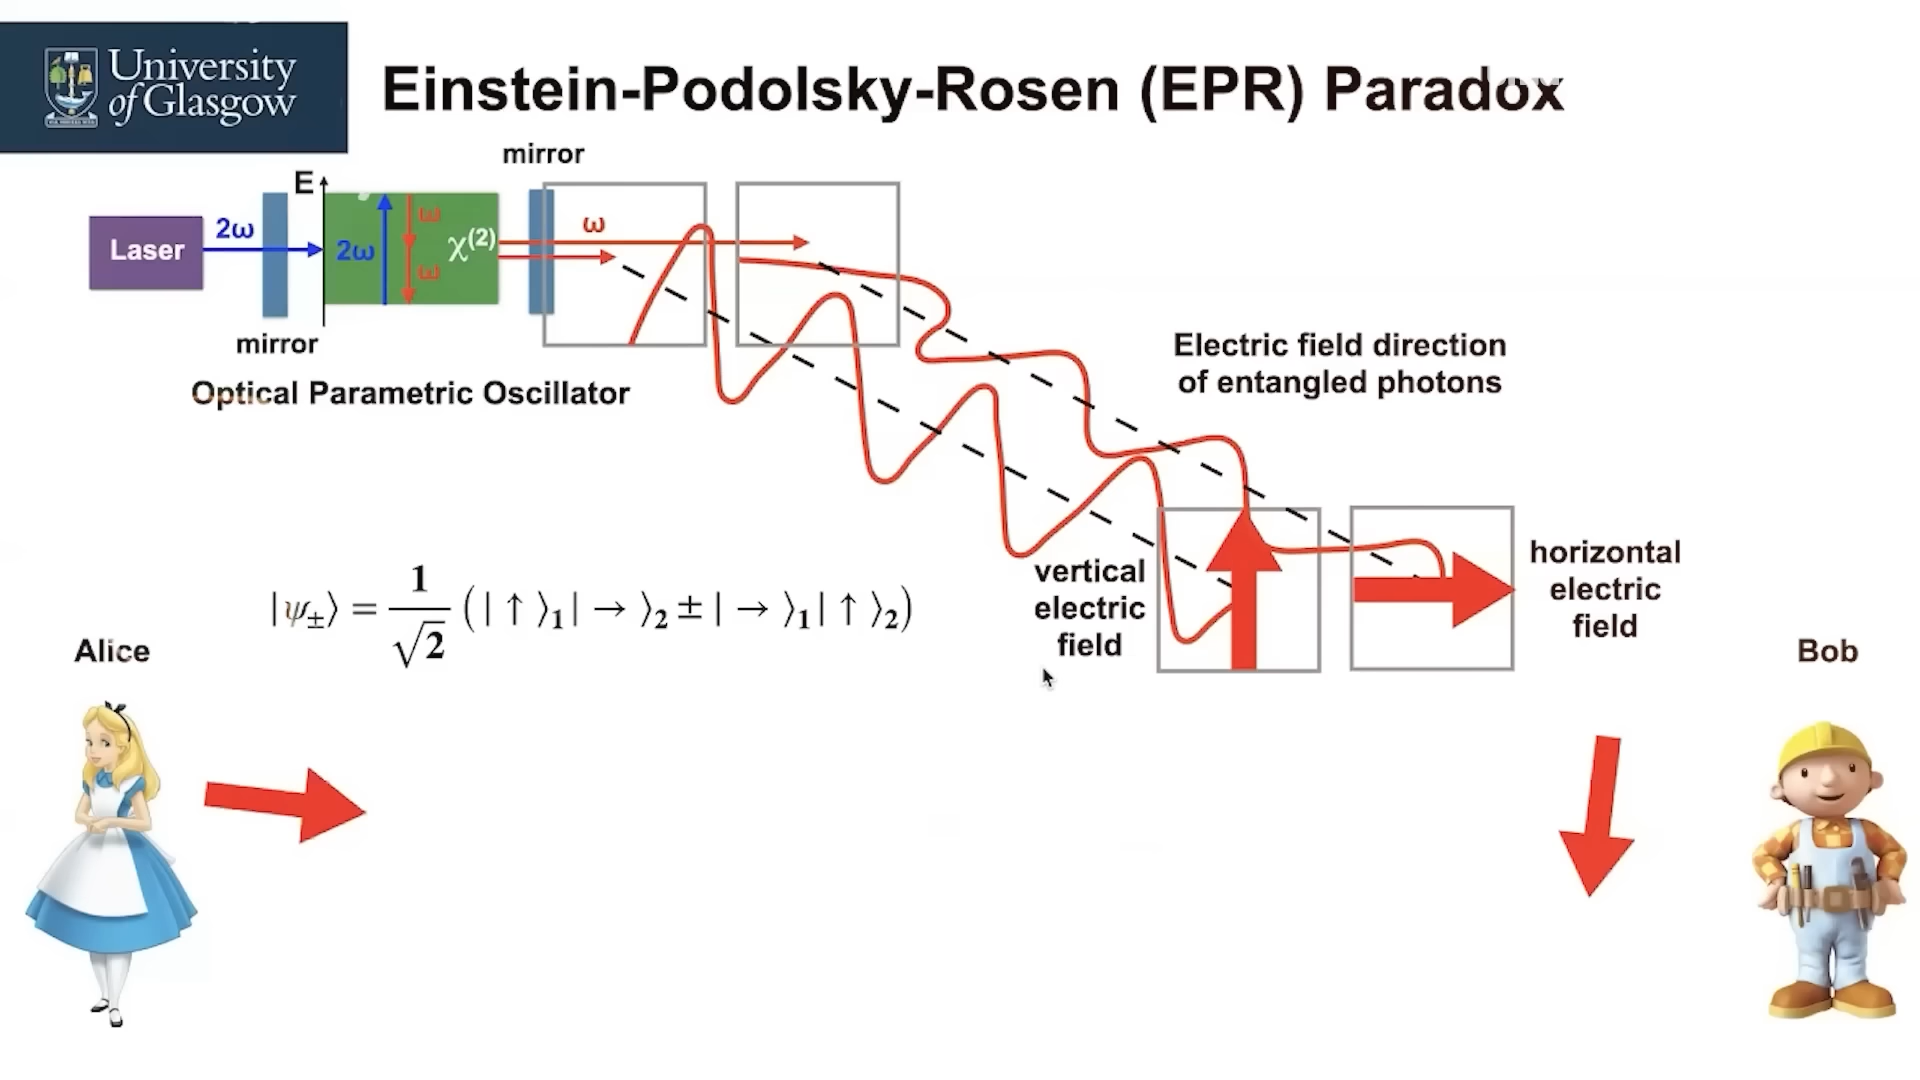 University
of Glasgow
Einstein-Podolsky-Rosen (EPR) Paradox
mirror
E
Laser
2ω
2ω
ω
ω
χ(2)
ω
mirror
Optical Parametric Oscillator
Electric field direction
of entangled photons
|ψ±⟩ = 1/√2 (| ↑ ⟩1| → ⟩2 ± | → ⟩1| ↑ ⟩2)
vertical
electric
field
horizontal
electric
field
Alice
Bob